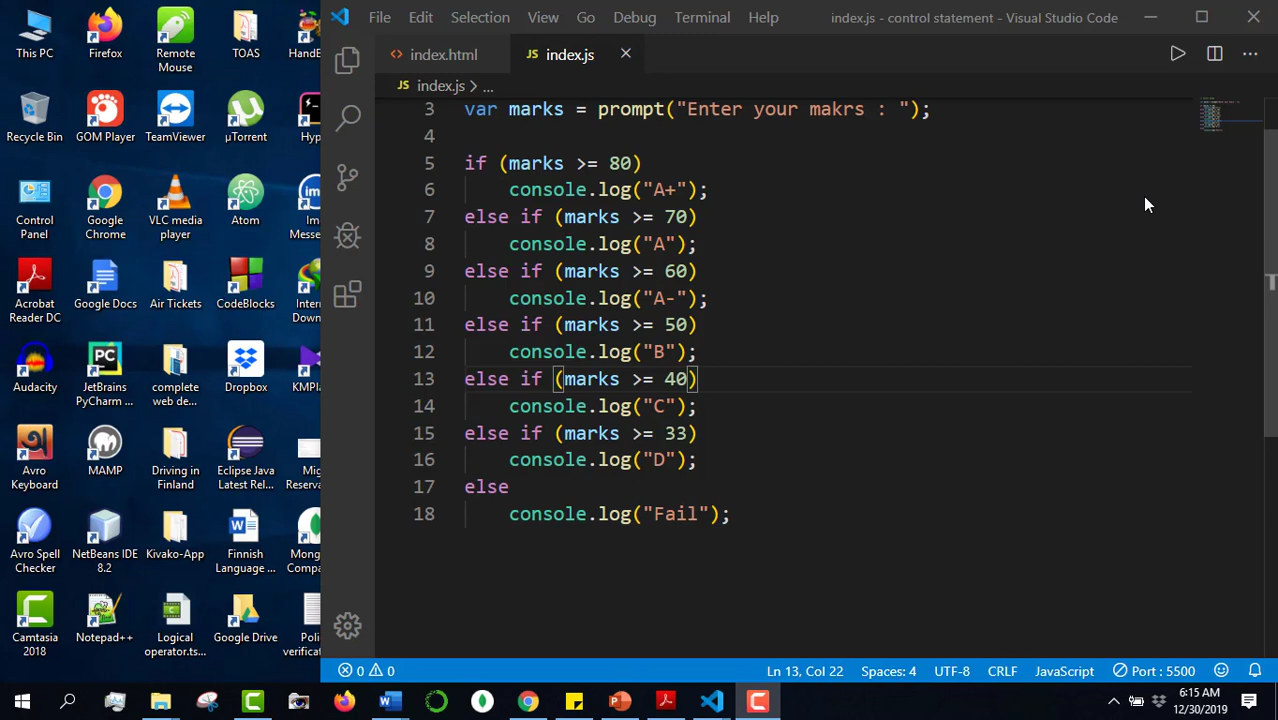 This PC
Firefox
Remote Mouse
TOAS
HandB
Recycle Bin
GOM Player
TeamViewer
µTorrent
Hyp
Control Panel
Google Chrome
VLC media player
Atom
Im Messe...
Acrobat Reader DC
Google Docs
Air Tickets
CodeBlocks
Intern Down
Audacity
JetBrains PyCharm ...
complete web de...
Dropbox
KMPla
Avro Keyboard
MAMP
Driving in Finland
Eclipse Java Latest Rel...
Mig Reserva
Avro Spell Checker
NetBeans IDE 8.2
Kivako-App
Finnish Language ...
Mong Compa
Camtasia 2018
Notepad++
Logical operator.ts...
Google Drive
Poli verificati
File Edit Selection View Go Debug Terminal Help
index.js - control statement - Visual Studio Code
index.html
JS index.js
JS index.js > ...
3 var marks = prompt("Enter your makrs : ");
4
5 if (marks >= 80)
6 console.log("A+");
7 else if (marks >= 70)
8 console.log("A");
9 else if (marks >= 60)
10 console.log("A-");
11 else if (marks >= 50)
12 console.log("B");
13 else if (marks >= 40)
14 console.log("C");
15 else if (marks >= 33)
16 console.log("D");
17 else
18 console.log("Fail");
0 0
Ln 13, Col 22 Spaces: 4 UTF-8 CRLF JavaScript Port : 5500
6:15 AM
12/30/2019